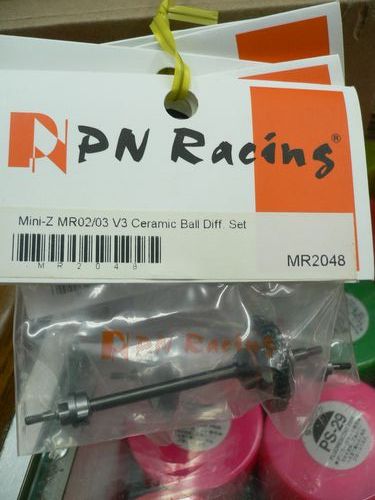 PN Racing®
Mini-Z MR02/03 V3 Ceramic Ball Diff. Set
MR2048
MR2048
PN Racing
PS-29